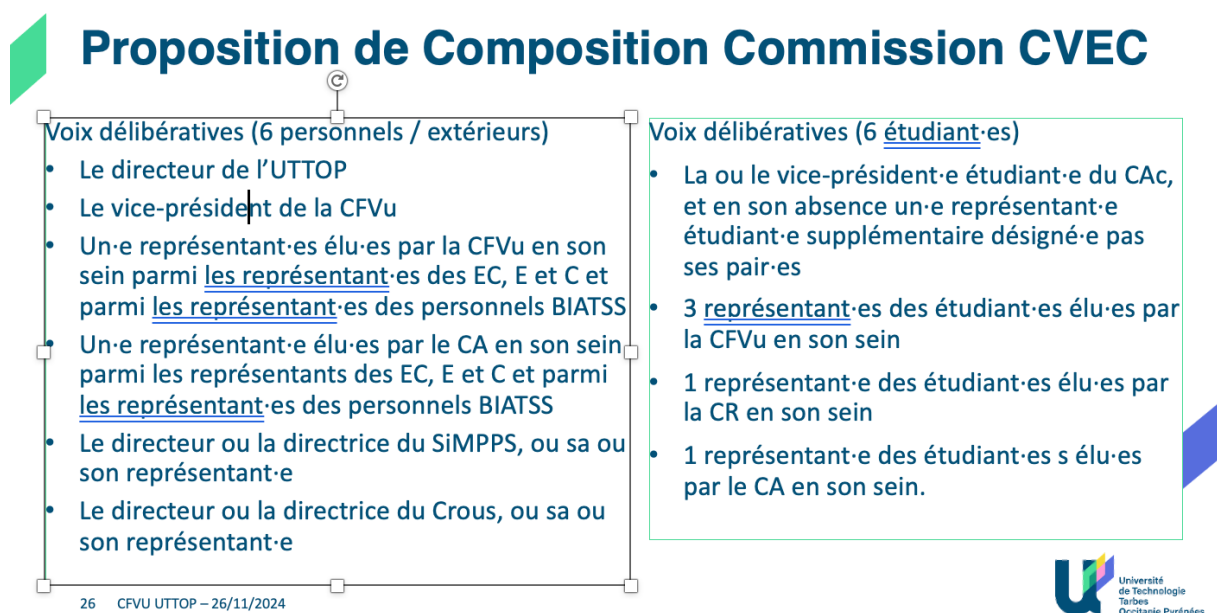 Proposition de Composition Commission CVEC
Voix délibératives (6 personnels / extérieurs)
• Le directeur de l’UTTOP
• Le vice-président de la CFVu
• Un·e représentant·es élu·es par la CFVu en son
sein parmi les représentant·es des EC, E et C et
parmi les représentant·es des personnels BIATSS
• Un·e représentant·e élu·es par le CA en son sein
parmi les représentants des EC, E et C et parmi
les représentant·es des personnels BIATSS
• Le directeur ou la directrice du SiMPPS, ou sa ou
son représentant·e
• Le directeur ou la directrice du Crous, ou sa ou
son représentant·e
Voix délibératives (6 étudiant·es)
• La ou le vice-président·e étudiant·e du CAc,
et en son absence un·e représentant·e
étudiant·e supplémentaire désigné·e pas
ses pair·es
• 3 représentant·es des étudiant·es élu·es par
la CFVu en son sein
• 1 représentant·e des étudiant·es élu·es par
la CR en son sein
• 1 représentant·e des étudiant·es s élu·es
par le CA en son sein.
26 CFVU UTTOP – 26/11/2024
Université
de Technologie
Tarbes
Occitanie Pyrénées